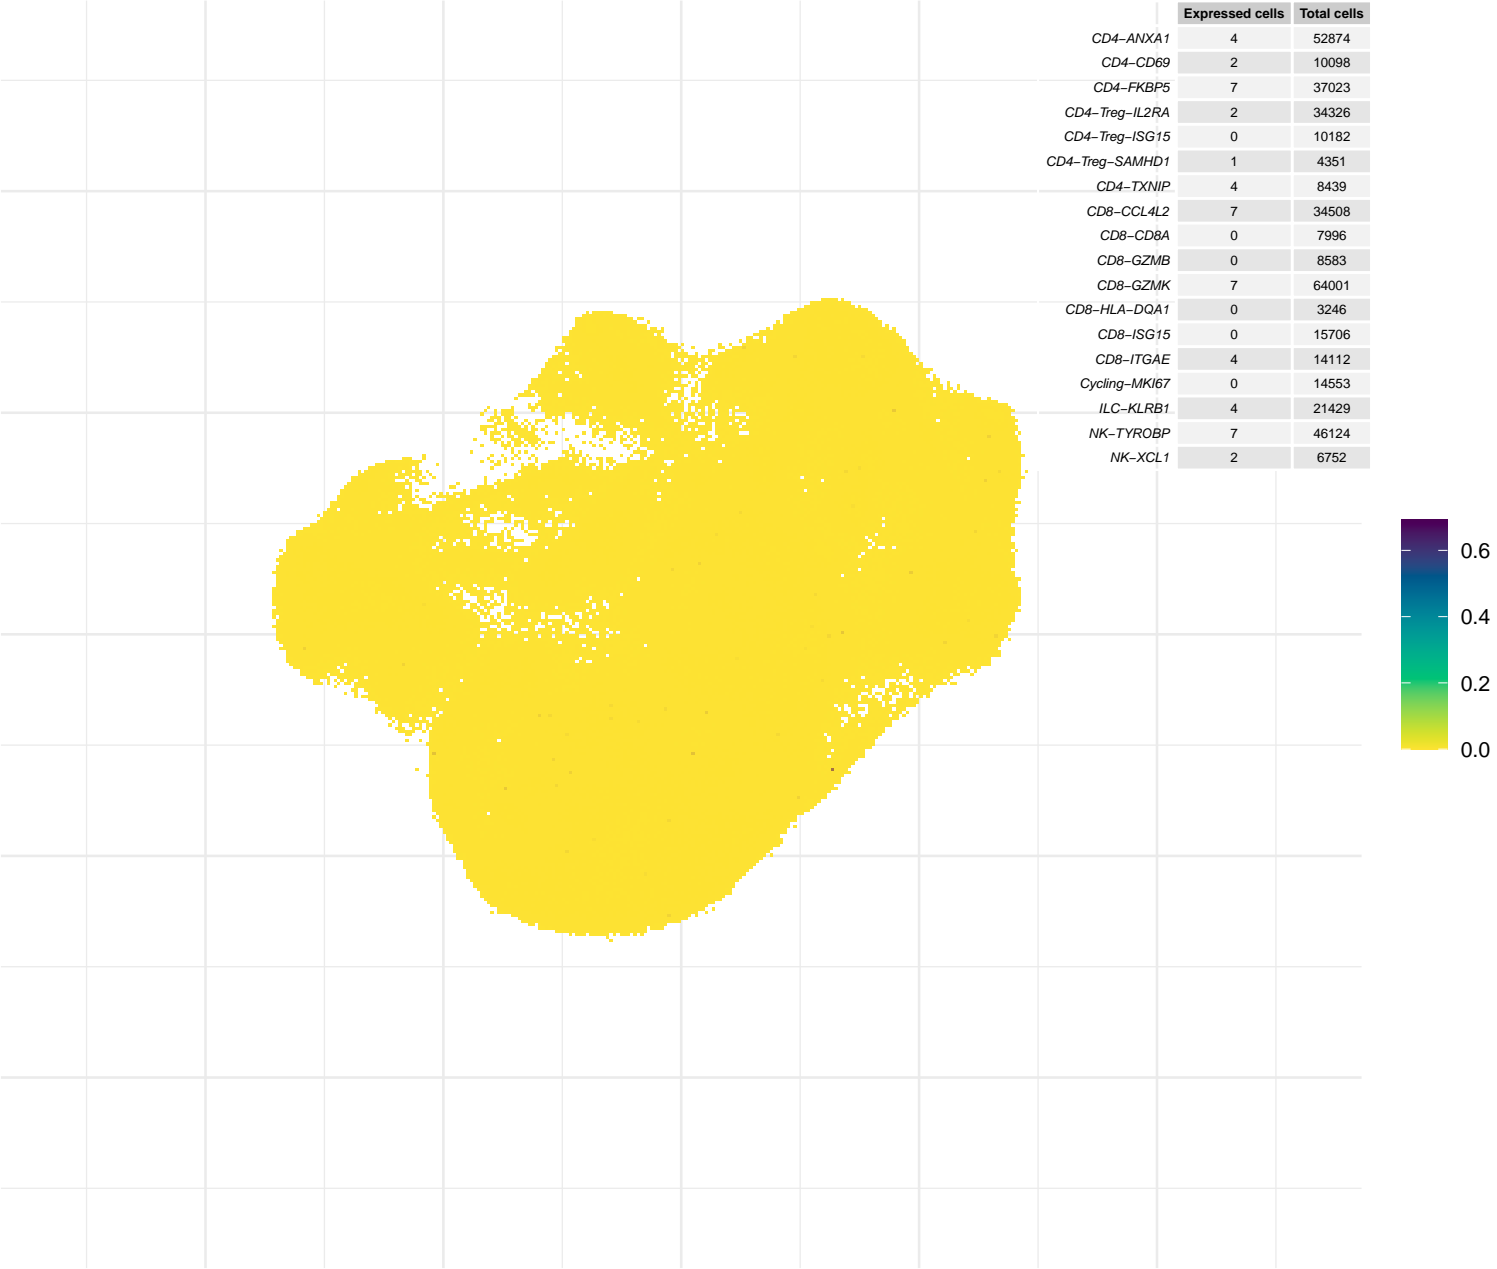 Expressed cells Total cells
CD4−ANXA1 4 52874
CD4−CD69 2 10098
CD4−FKBP5 7 37023
CD4−Treg−IL2RA 2 34326
CD4−Treg−ISG15 0 10182
CD4−Treg−SAMHD1 1 4351
CD4−TXNIP 4 8439
CD8−CCL4L2 7 34508
CD8−CD8A 0 7996
CD8−GZMB 0 8583
CD8−GZMK 7 64001
CD8−HLA−DQA1 0 3246
CD8−ISG15 0 15706
CD8−ITGAE 4 14112
Cycling−MKI67 0 14553
ILC−KLRB1 4 21429
NK−TYROBP 7 46124
NK−XCL1 2 6752
0.6
0.4
0.2
0.0